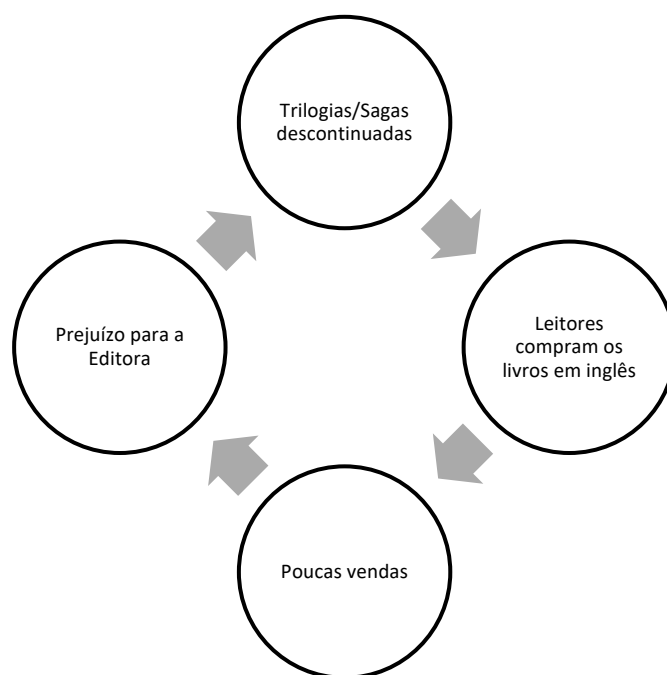 Trilogias/Sagas
descontinuadas
Leitores
compram os
livros em inglês
Poucas vendas
Prejuízo para a
Editora